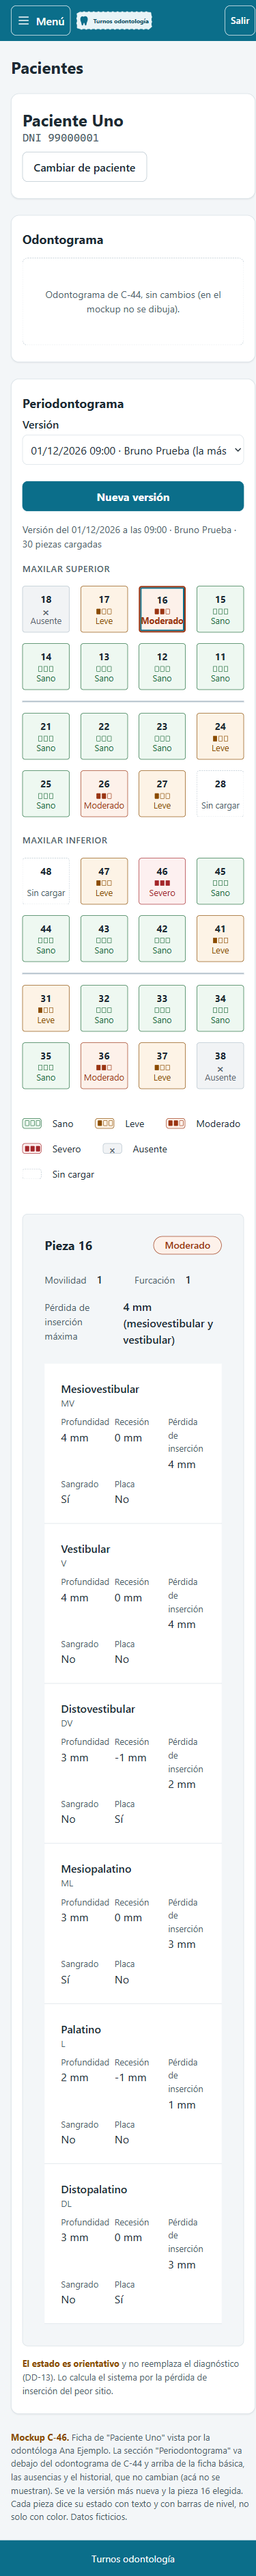 Menú
Turnos odontología
Salir
Pacientes
Paciente Uno
DNI 99000001
Cambiar de paciente
Odontograma
Odontograma de C-44, sin cambios (en el
mockup no se dibuja).
Periodontograma
Versión
01/12/2026 09:00 · Bruno Prueba (la más
Nueva versión
Versión del 01/12/2026 a las 09:00 · Bruno Prueba ·
30 piezas cargadas
MAXILAR SUPERIOR
18 17 16 15
Ausente Leve Moderado Sano
14 13 12 11
Sano Sano Sano Sano
21 22 23 24
Sano Sano Sano Leve
25 26 27 28
Sano Moderado Leve Sin cargar
MAXILAR INFERIOR
48 47 46 45
Sin cargar Leve Severo Sano
44 43 42 41
Sano Sano Sano Leve
31 32 33 34
Leve Sano Sano Sano
35 36 37 38
Sano Moderado Leve Ausente
Sano Leve Moderado
Severo Ausente
Sin cargar
Pieza 16 Moderado
Movilidad 1 Furcación 1
Pérdida de
inserción
máxima
4 mm
(mesiovestibular y
vestibular)
Mesiovestibular
MV
Profundidad Recesión Pérdida
de
inserción
4 mm 0 mm
4 mm
Sangrado Placa
Sí No
Vestibular
V
Profundidad Recesión Pérdida
de
inserción
4 mm 0 mm
4 mm
Sangrado Placa
No No
Distovestibular
DV
Profundidad Recesión Pérdida
de
inserción
3 mm -1 mm
2 mm
Sangrado Placa
No Sí
Mesiopalatino
ML
Profundidad Recesión Pérdida
de
inserción
3 mm 0 mm
3 mm
Sangrado Placa
Sí No
Palatino
L
Profundidad Recesión Pérdida
de
inserción
2 mm -1 mm
1 mm
Sangrado Placa
No No
Distopalatino
DL
Profundidad Recesión Pérdida
de
inserción
3 mm 0 mm
3 mm
Sangrado Placa
No Sí
El estado es orientativo y no reemplaza el diagnóstico
(DD-13). Lo calcula el sistema por la pérdida de
inserción del peor sitio.
Mockup C-46. Ficha de "Paciente Uno" vista por la
odontóloga Ana Ejemplo. La sección "Periodontograma" va
debajo del odontograma de C-44 y arriba de la ficha básica,
las ausencias y el historial, que no cambian (acá no se
muestran). Se ve la versión más nueva y la pieza 16 elegida.
Cada pieza dice su estado con texto y con barras de nivel, no
solo con color. Datos ficticios.
Turnos odontología